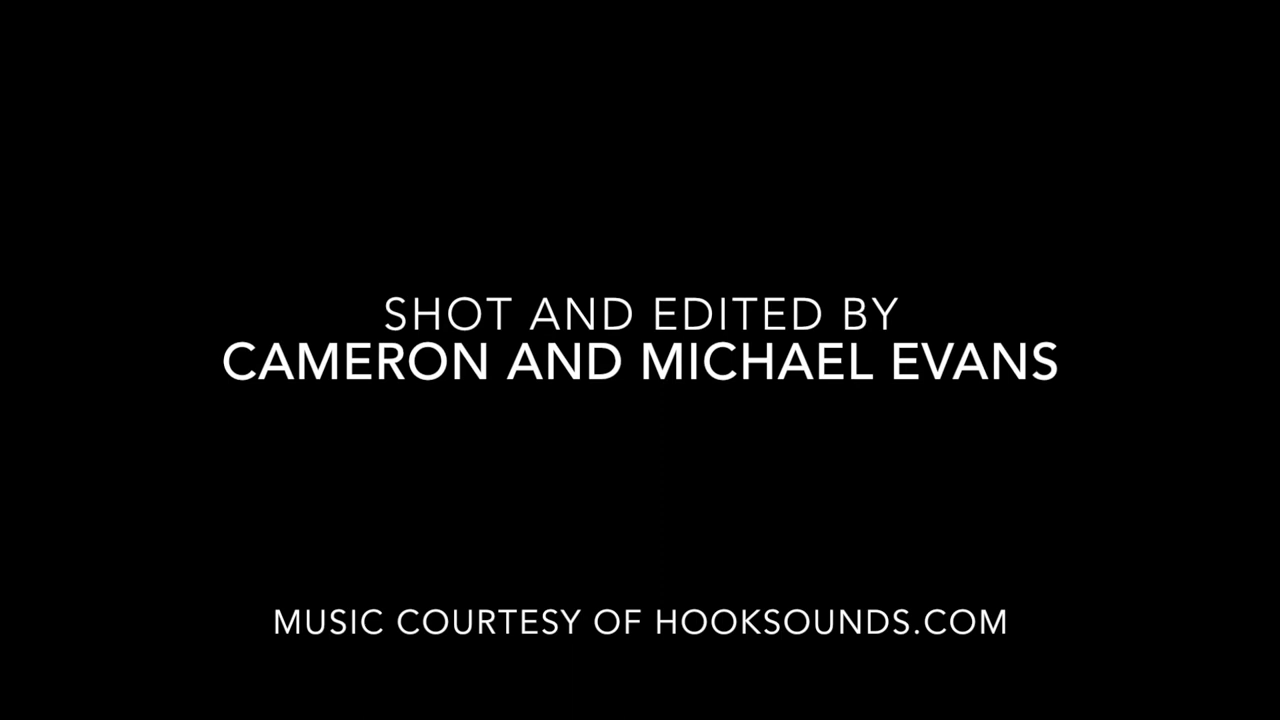 SHOT AND EDITED BY
CAMERON AND MICHAEL EVANS
MUSIC COURTESY OF HOOKSOUNDS.COM